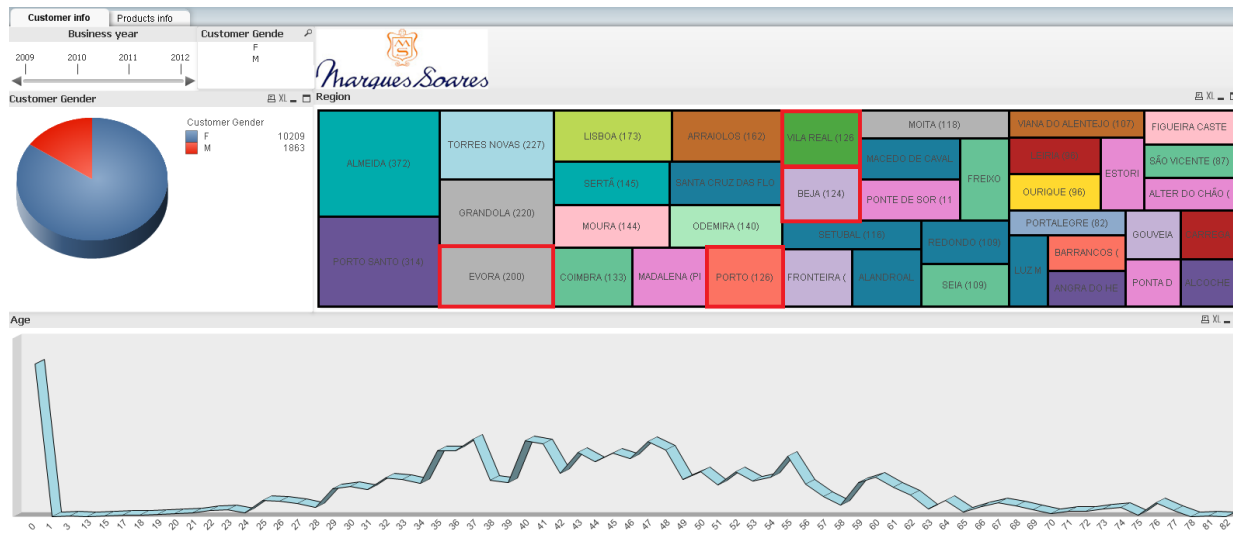 Customer info
Products info
Business year
Customer Gende
2009 2010 2011 2012
F
M
MS
Marques Soares
Customer Gender
XL
Region
XL
Customer Gender
F 10209
M 1863
ALMEIDA (372)
PORTO SANTO (314)
TORRES NOVAS (227)
GRANDOLA (220)
EVORA (200)
LISBOA (173)
ARRAIOLOS (162)
SERTÃ (145)
SANTA CRUZ DAS FLO
MOURA (144)
ODEMIRA (140)
COIMBRA (133)
MADALENA (PI
PORTO (126)
VILA REAL (126
BEJA (124)
MOITA (118)
MACEDO DE CAVAL
PONTE DE SOR (11
FREIXO
SETUBAL (116)
FRONTEIRA (
ALANDROAL
REDONDO (109)
SEIA (109)
VIANA DO ALENTEJO (107)
OURIQUE (96)
ESTORI
FIGUEIRA CASTE
SÃO VICENTE (87)
ALTER DO CHÃO (
PORTALEGRE (82)
LUZ M
BARRANCOS (
ANGRA DO HE
GOUVEIA
PONTA D
ALCOCHE
Age
XL
0 1 3 13 15 17 18 19 20 21 22 23 24 25 26 27 28 29 30 31 32 33 34 35 36 37 38 39 40 41 42 43 44 45 46 47 48 49 50 51 52 53 54 55 56 57 58 59 60 61 62 63 64 65 66 67 68 69 70 71 72 73 74 75 76 77 78 81 82